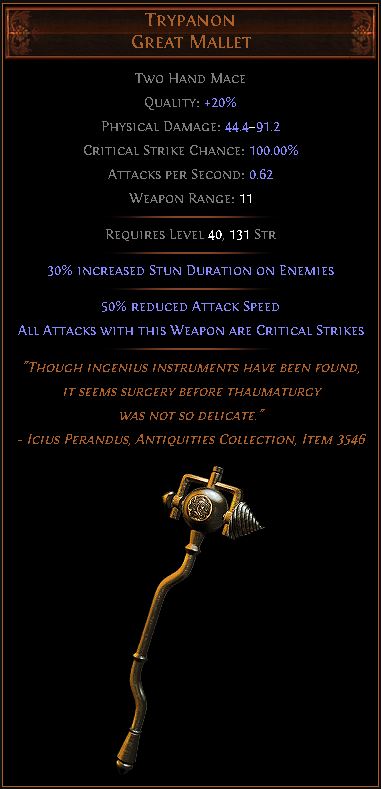 Trypanon
Great Mallet
Two Hand Mace
Quality: +20%
Physical Damage: 44.4–91.2
Critical Strike Chance: 100.00%
Attacks per Second: 0.62
Weapon Range: 11
Requires Level 40, 131 Str
30% increased Stun Duration on Enemies
50% reduced Attack Speed
All Attacks with this Weapon are Critical Strikes
"Though ingenius instruments have been found,
it seems surgery before thaumaturgy
was not so delicate."
- Icius Perandus, Antiquities Collection, Item 3546